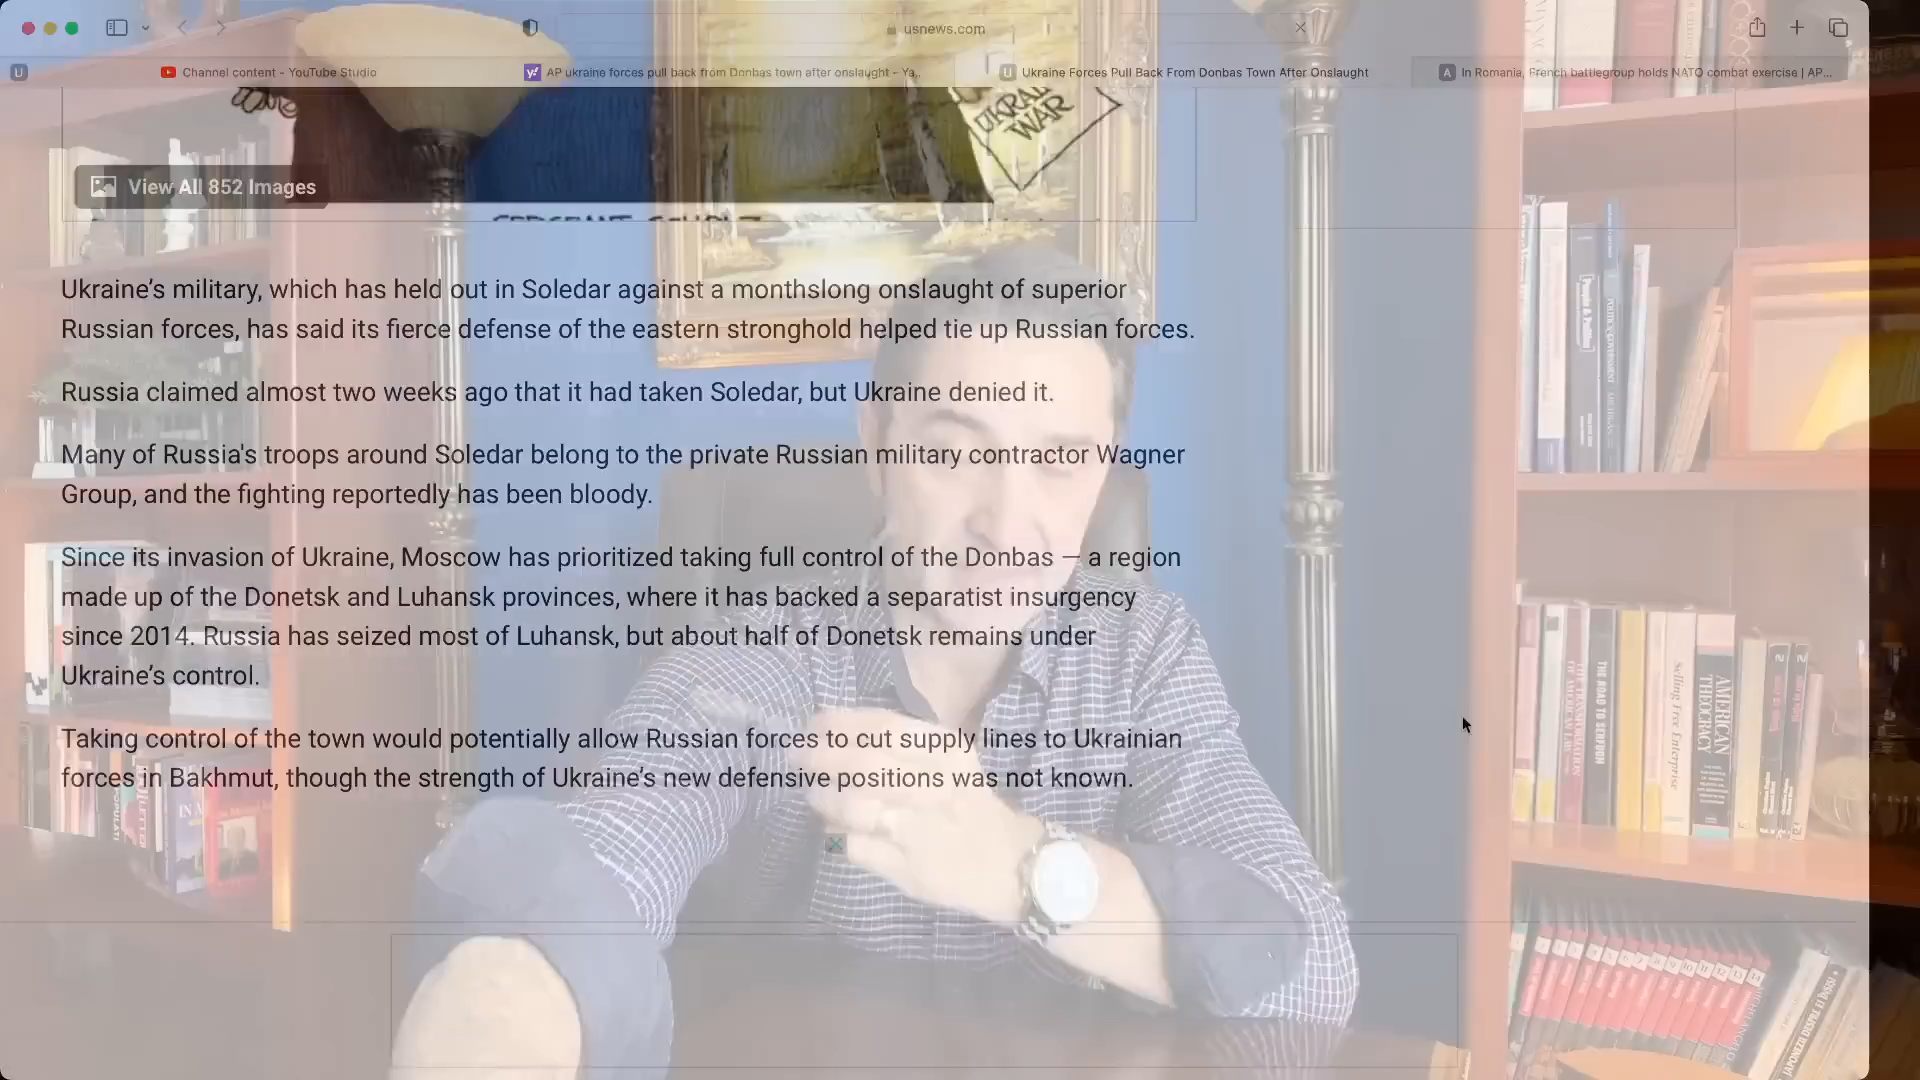 usnews.com
U
Channel content - YouTube Studio
y!
AP ukraine forces pull back from Donbas town after onslaught – Ya...
U
Ukraine Forces Pull Back From Donbas Town After Onslaught
A
In Romania, French battlegroup holds NATO combat exercise | AP...
WAR
View All 852 Images
Ukraine’s military, which has held out in Soledar against a monthslong onslaught of superior
Russian forces, has said its fierce defense of the eastern stronghold helped tie up Russian forces.
Russia claimed almost two weeks ago that it had taken Soledar, but Ukraine denied it.
Many of Russia's troops around Soledar belong to the private Russian military contractor Wagner
Group, and the fighting reportedly has been bloody.
Since its invasion of Ukraine, Moscow has prioritized taking full control of the Donbas — a region
made up of the Donetsk and Luhansk provinces, where it has backed a separatist insurgency
since 2014. Russia has seized most of Luhansk, but about half of Donetsk remains under
Ukraine’s control.
Taking control of the town would potentially allow Russian forces to cut supply lines to Ukrainian
forces in Bakhmut, though the strength of Ukraine’s new defensive positions was not known.
People & Politics
THE ROAD TO SERFDOM
Selling Free Enterprise
AMERICAN
THEOCRACY